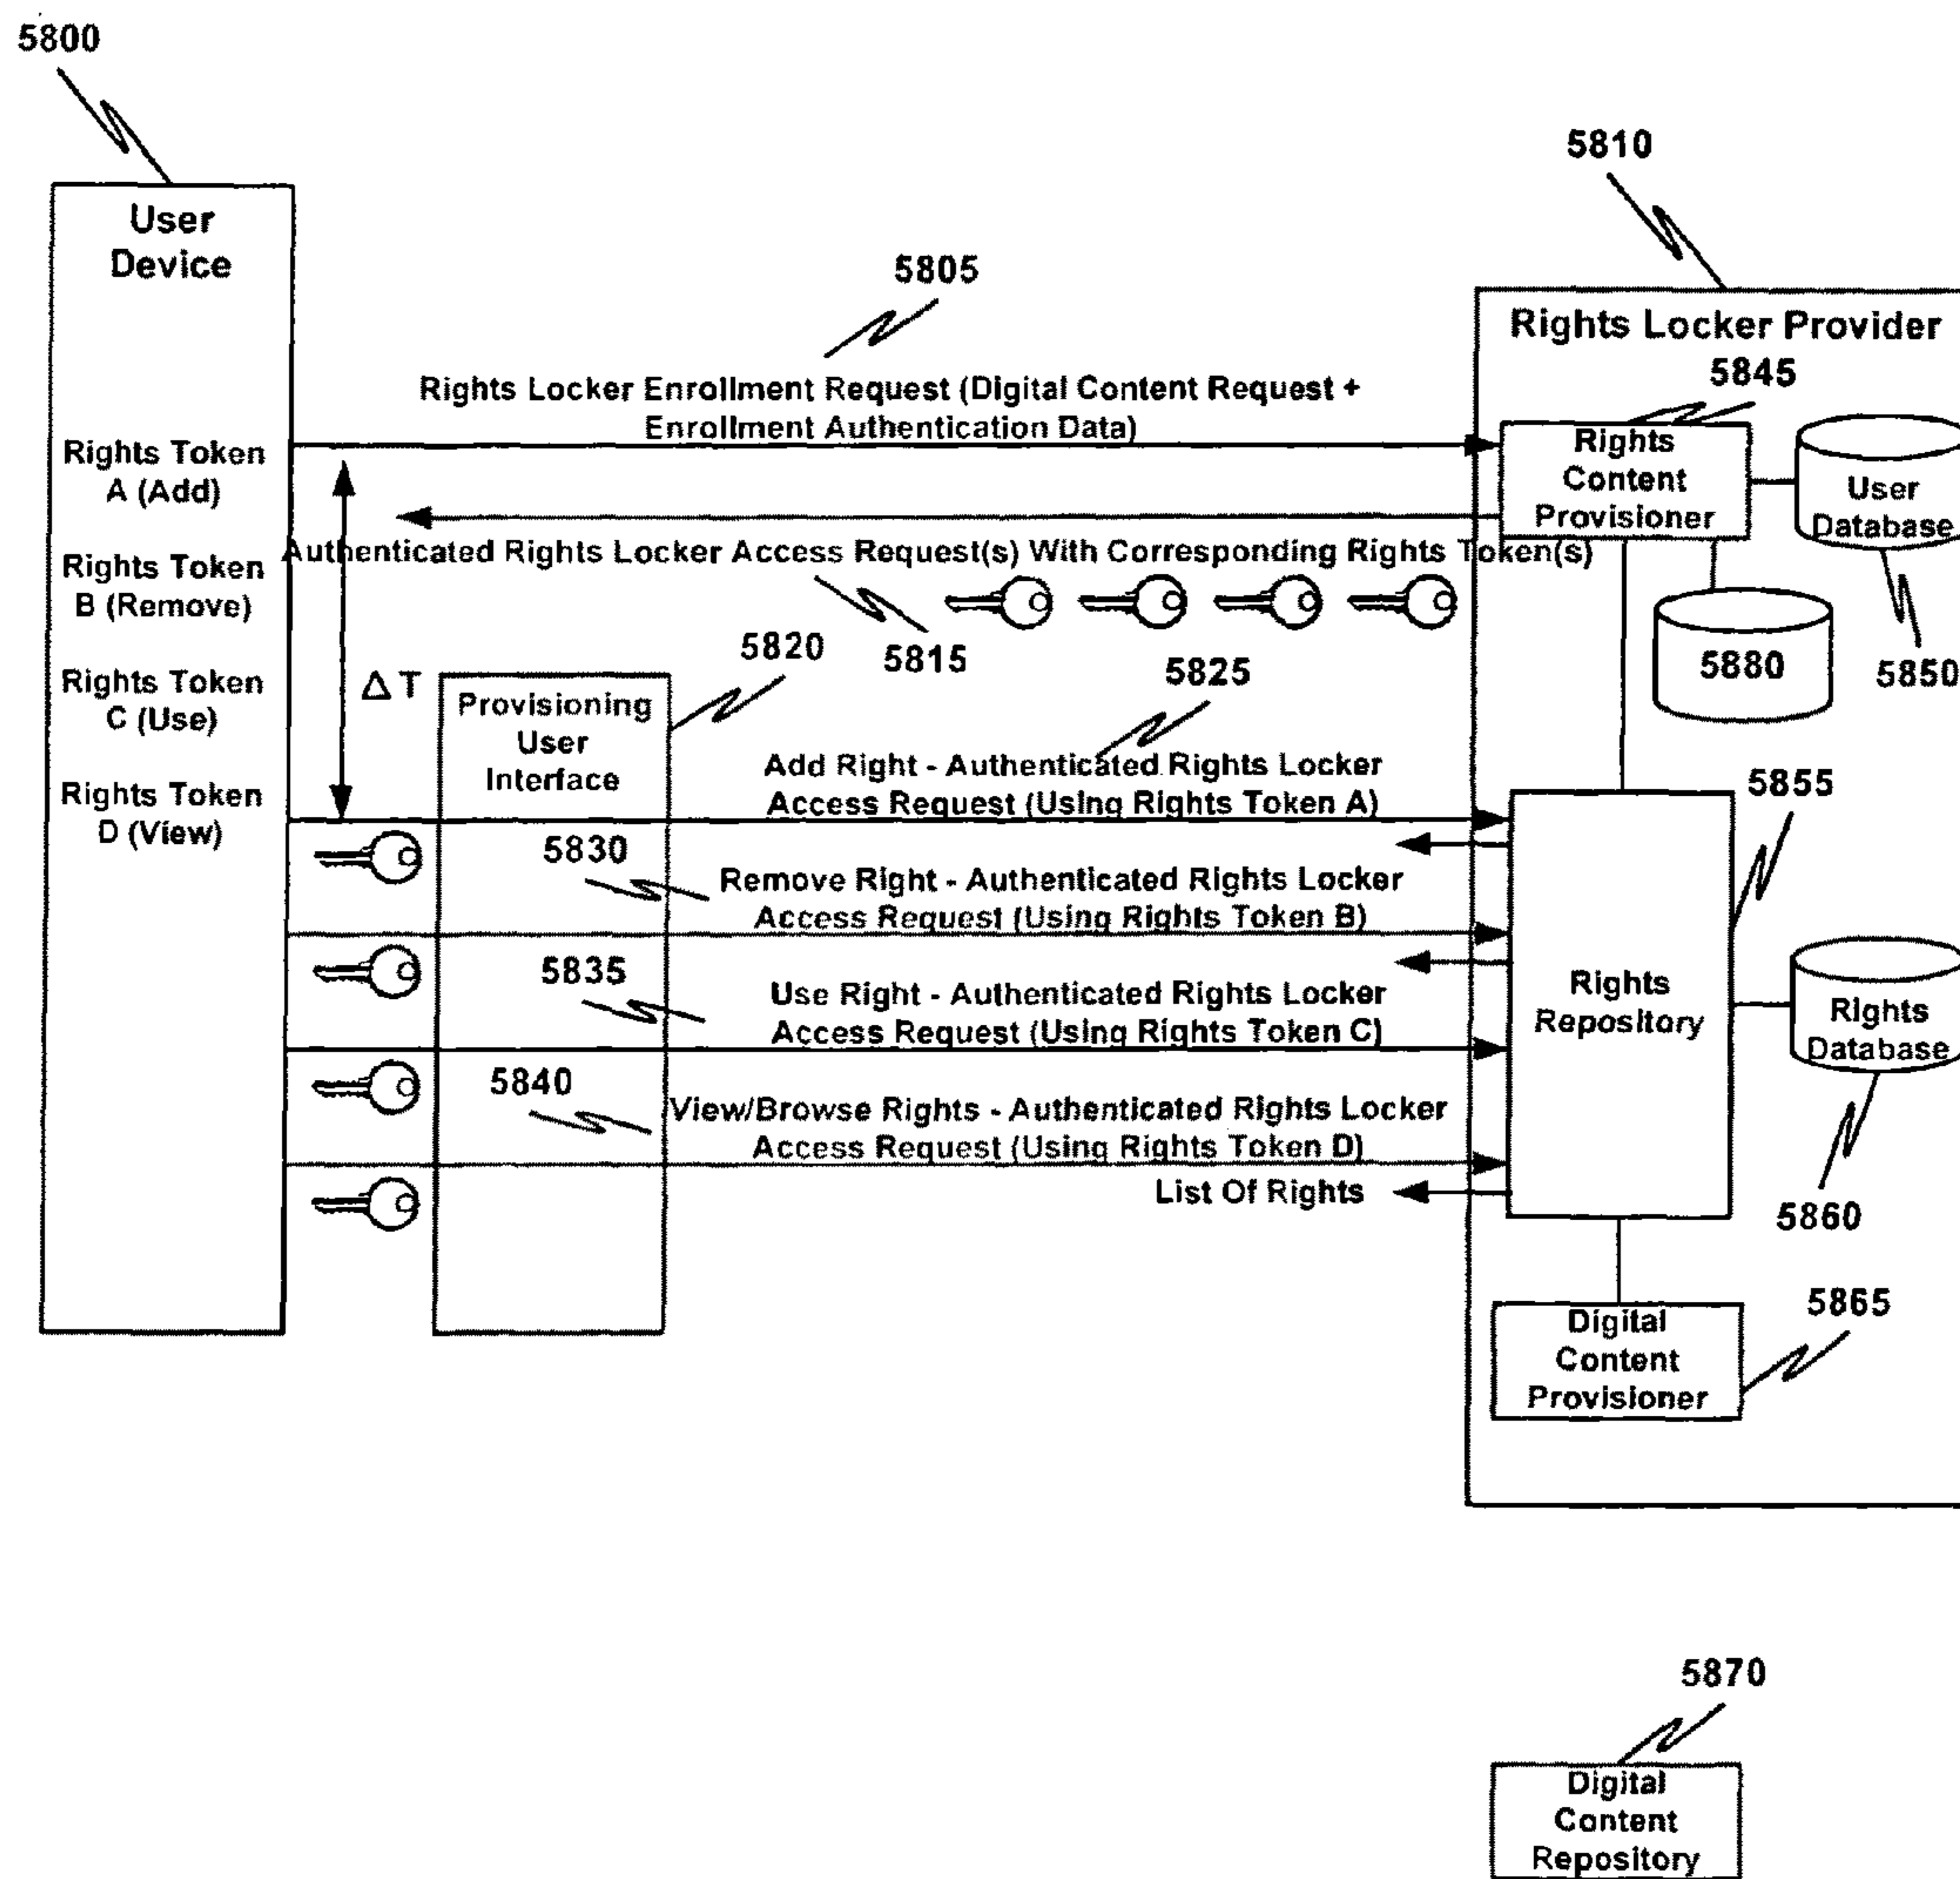 5800
User
Device
Rights Token
A (Add)
Rights Token
B (Remove)
Rights Token
C (Use)
Rights Token
D (View)
5805
Rights Locker Enrollment Request (Digital Content Request +
Enrollment Authentication Data)
Authenticated Rights Locker Access Request(s) With Corresponding Rights Token(s)
5815
Δ T
5820
Provisioning
User
Interface
5825
Add Right - Authenticated Rights Locker
Access Request (Using Rights Token A)
5830
Remove Right - Authenticated Rights Locker
Access Request (Using Rights Token B)
5835
Use Right - Authenticated Rights Locker
Access Request (Using Rights Token C)
5840
View/Browse Rights - Authenticated Rights Locker
Access Request (Using Rights Token D)
List Of Rights
5810
Rights Locker Provider
5845
Rights
Content
Provisioner
User
Database
5850
5880
5855
Rights
Repository
Rights
Database
5860
5865
Digital
Content
Provisioner
5870
Digital
Content
Repository